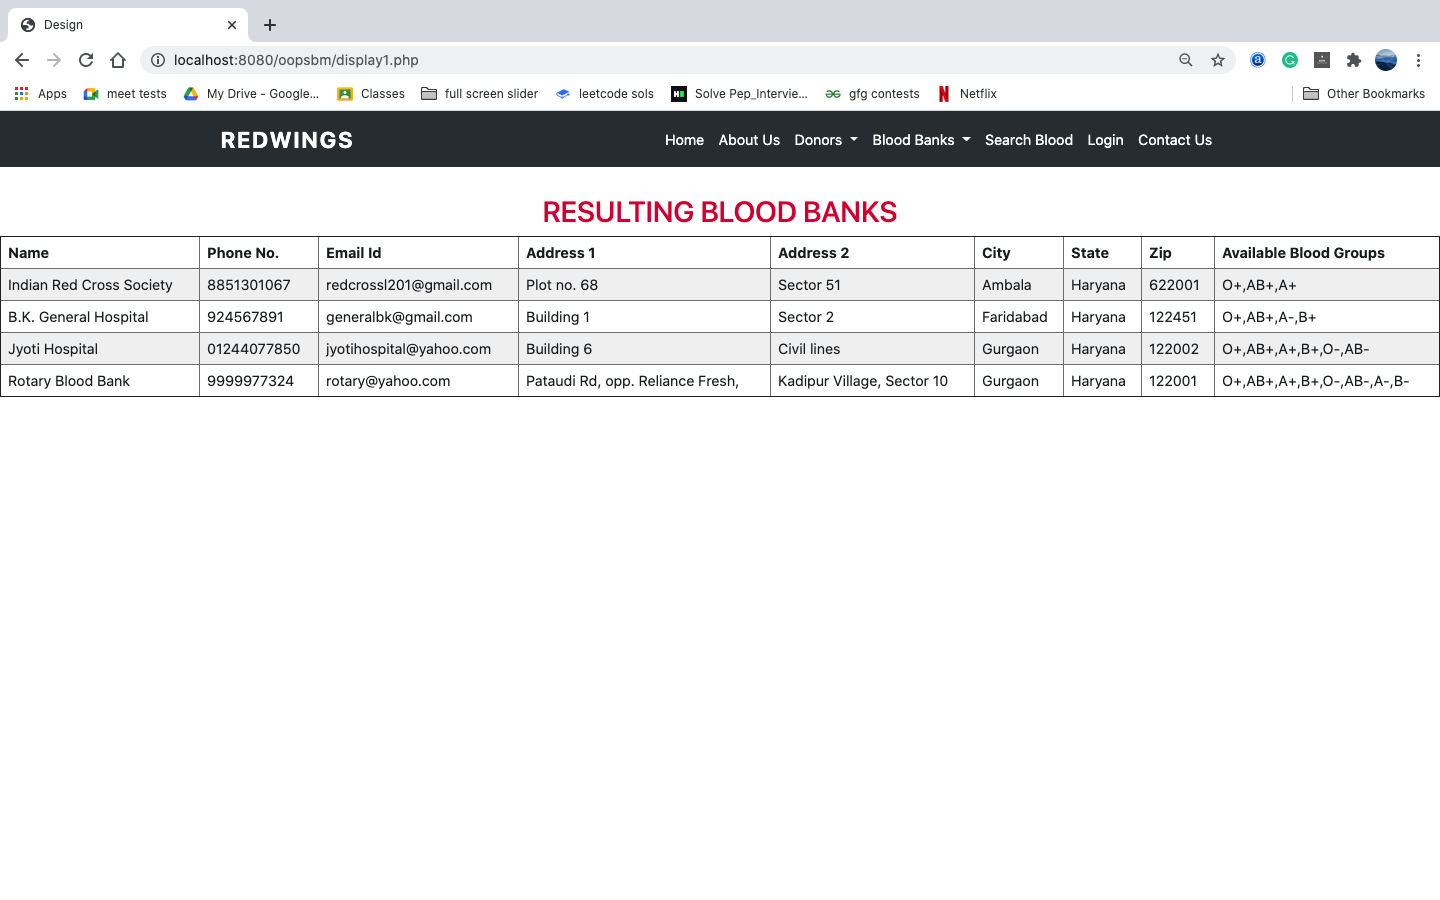 Design
localhost:8080/oopsbm/display1.php
Apps meet tests My Drive - Google... Classes full screen slider leetcode sols Solve Pep_Intervie... gfg contests Netflix Other Bookmarks
REDWINGS Home About Us Donors Blood Banks Search Blood Login Contact Us
RESULTING BLOOD BANKS
Name Phone No. Email Id Address 1 Address 2 City State Zip Available Blood Groups
Indian Red Cross Society 8851301067 redcrossl201@gmail.com Plot no. 68 Sector 51 Ambala Haryana 622001 O+,AB+,A+
B.K. General Hospital 924567891 generalbk@gmail.com Building 1 Sector 2 Faridabad Haryana 122451 O+,AB+,A-,B+
Jyoti Hospital 01244077850 jyotihospital@yahoo.com Building 6 Civil lines Gurgaon Haryana 122002 O+,AB+,A+,B+,O-,AB-
Rotary Blood Bank 9999977324 rotary@yahoo.com Pataudi Rd, opp. Reliance Fresh, Kadipur Village, Sector 10 Gurgaon Haryana 122001 O+,AB+,A+,B+,O-,AB-,A-,B-